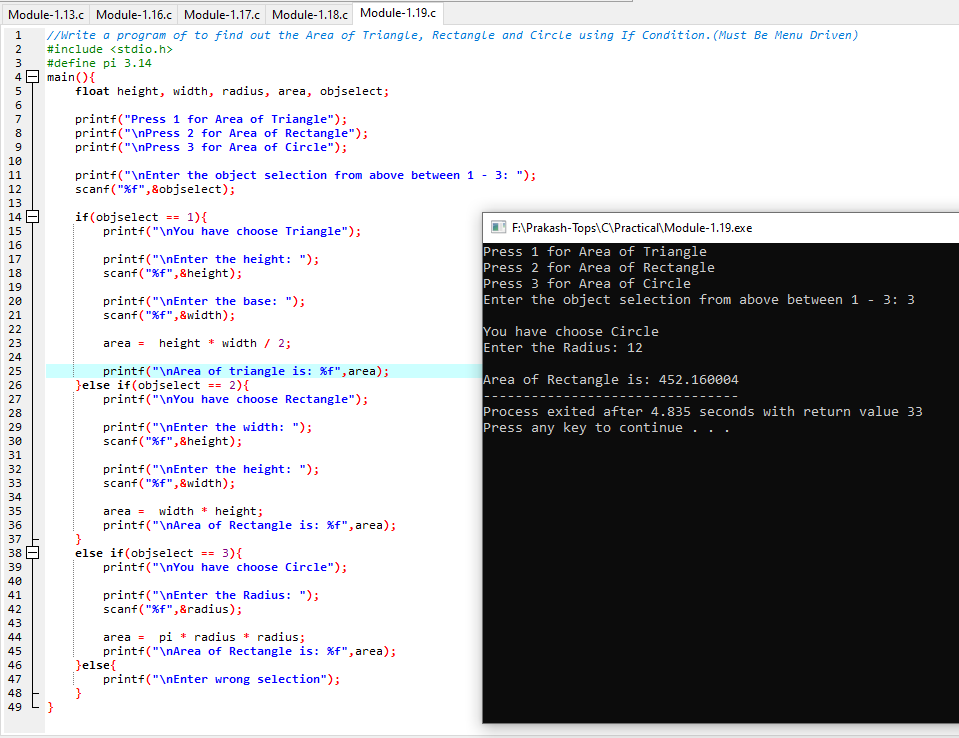 Module-1.13.c Module-1.16.c Module-1.17.c Module-1.18.c Module-1.19.c
1 //Write a program of to find out the Area of Triangle, Rectangle and Circle using If Condition.(Must Be Menu Driven)
2 #include <stdio.h>
3 #define pi 3.14
4 main(){
5 float height, width, radius, area, objselect;
6
7 printf("Press 1 for Area of Triangle");
8 printf("\nPress 2 for Area of Rectangle");
9 printf("\nPress 3 for Area of Circle");
10
11 printf("\nEnter the object selection from above between 1 - 3: ");
12 scanf("%f",&objselect);
13
14 if(objselect == 1){
15 printf("\nYou have choose Triangle");
16
17 printf("\nEnter the height: ");
18 scanf("%f",&height);
19
20 printf("\nEnter the base: ");
21 scanf("%f",&width);
22
23 area =  height * width / 2;
24
25 printf("\nArea of triangle is: %f",area);
26 }else if(objselect == 2){
27 printf("\nYou have choose Rectangle");
28
29 printf("\nEnter the width: ");
30 scanf("%f",&height);
31
32 printf("\nEnter the height: ");
33 scanf("%f",&width);
34
35 area =  width * height;
36 printf("\nArea of Rectangle is: %f",area);
37 }
38 else if(objselect == 3){
39 printf("\nYou have choose Circle");
40
41 printf("\nEnter the Radius: ");
42 scanf("%f",&radius);
43
44 area =  pi * radius * radius;
45 printf("\nArea of Rectangle is: %f",area);
46 }else{
47 printf("\nEnter wrong selection");
48 }
49 }
F:\Prakash-Tops\C\Practical\Module-1.19.exe
Press 1 for Area of Triangle
Press 2 for Area of Rectangle
Press 3 for Area of Circle
Enter the object selection from above between 1 - 3: 3
You have choose Circle
Enter the Radius: 12
Area of Rectangle is: 452.160004
--------------------------------
Process exited after 4.835 seconds with return value 33
Press any key to continue . . .